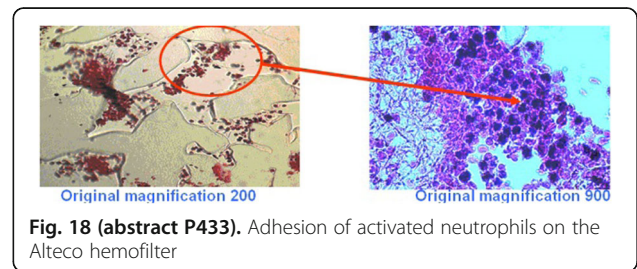 Original magnification 200
Original magnification 900
Fig. 18 (abstract P433). Adhesion of activated neutrophils on the
Alteco hemofilter